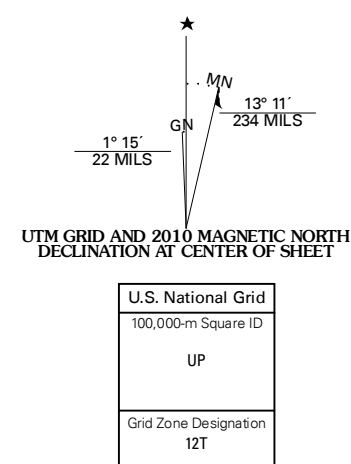 MN
GN
13° 11´
234 MILS
1° 15´
22 MILS
UTM GRID AND 2010 MAGNETIC NORTH
DECLINATION AT CENTER OF SHEET
U.S. National Grid
100,000-m Square ID
UP
Grid Zone Designation
12T